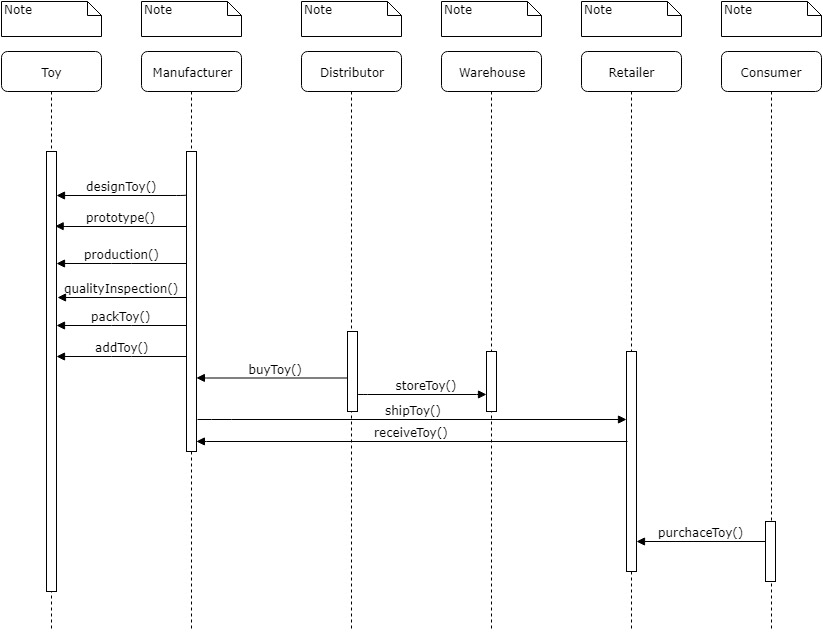 Note
Note
Note
Note
Note
Note
Toy
Manufacturer
Distributor
Warehouse
Retailer
Consumer
designToy()
prototype()
production()
qualityInspection()
packToy()
addToy()
buyToy()
storeToy()
shipToy()
receiveToy()
purchaceToy()